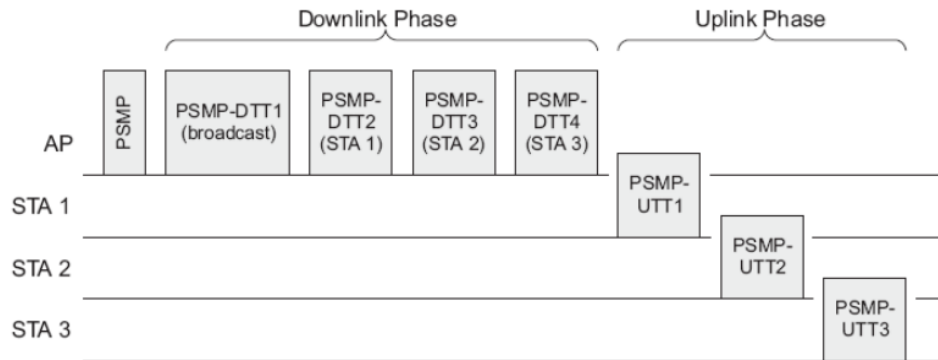 Downlink Phase
Uplink Phase
PSMP
PSMP-DTT1
(broadcast)
PSMP-
DTT2
(STA 1)
PSMP-
DTT3
(STA 2)
PSMP-
DTT4
(STA 3)
AP
PSMP-
UTT1
STA 1
PSMP-
UTT2
STA 2
PSMP-
UTT3
STA 3